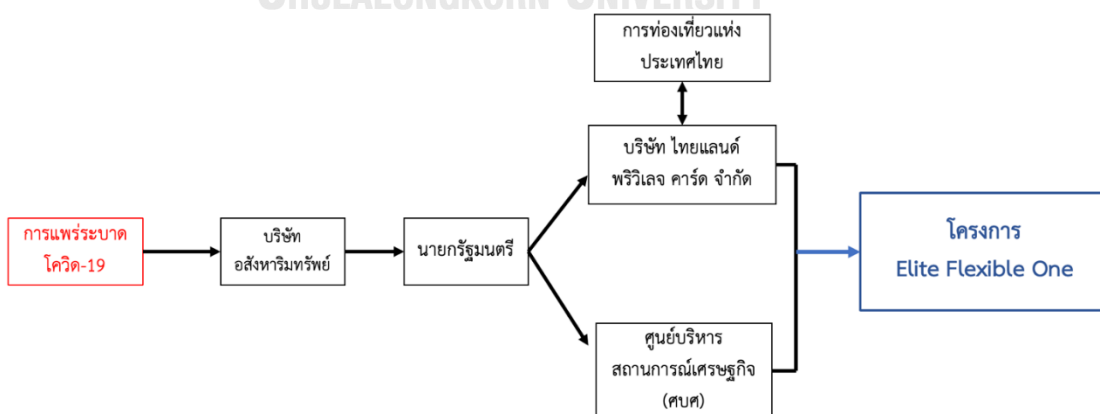 CHULALONGKORN UNIVERSITY
การท่องเที่ยวแห่ง
ประเทศไทย
บริษัท ไทยแลนด์
พริวิเลจ คาร์ด จำกัด
การแพร่ระบาด
โควิด-19
บริษัท
อสังหาริมทรัพย์
นายกรัฐมนตรี
โครงการ
Elite Flexible One
ศูนย์บริหาร
สถานการณ์เศรษฐกิจ
(ศบศ)